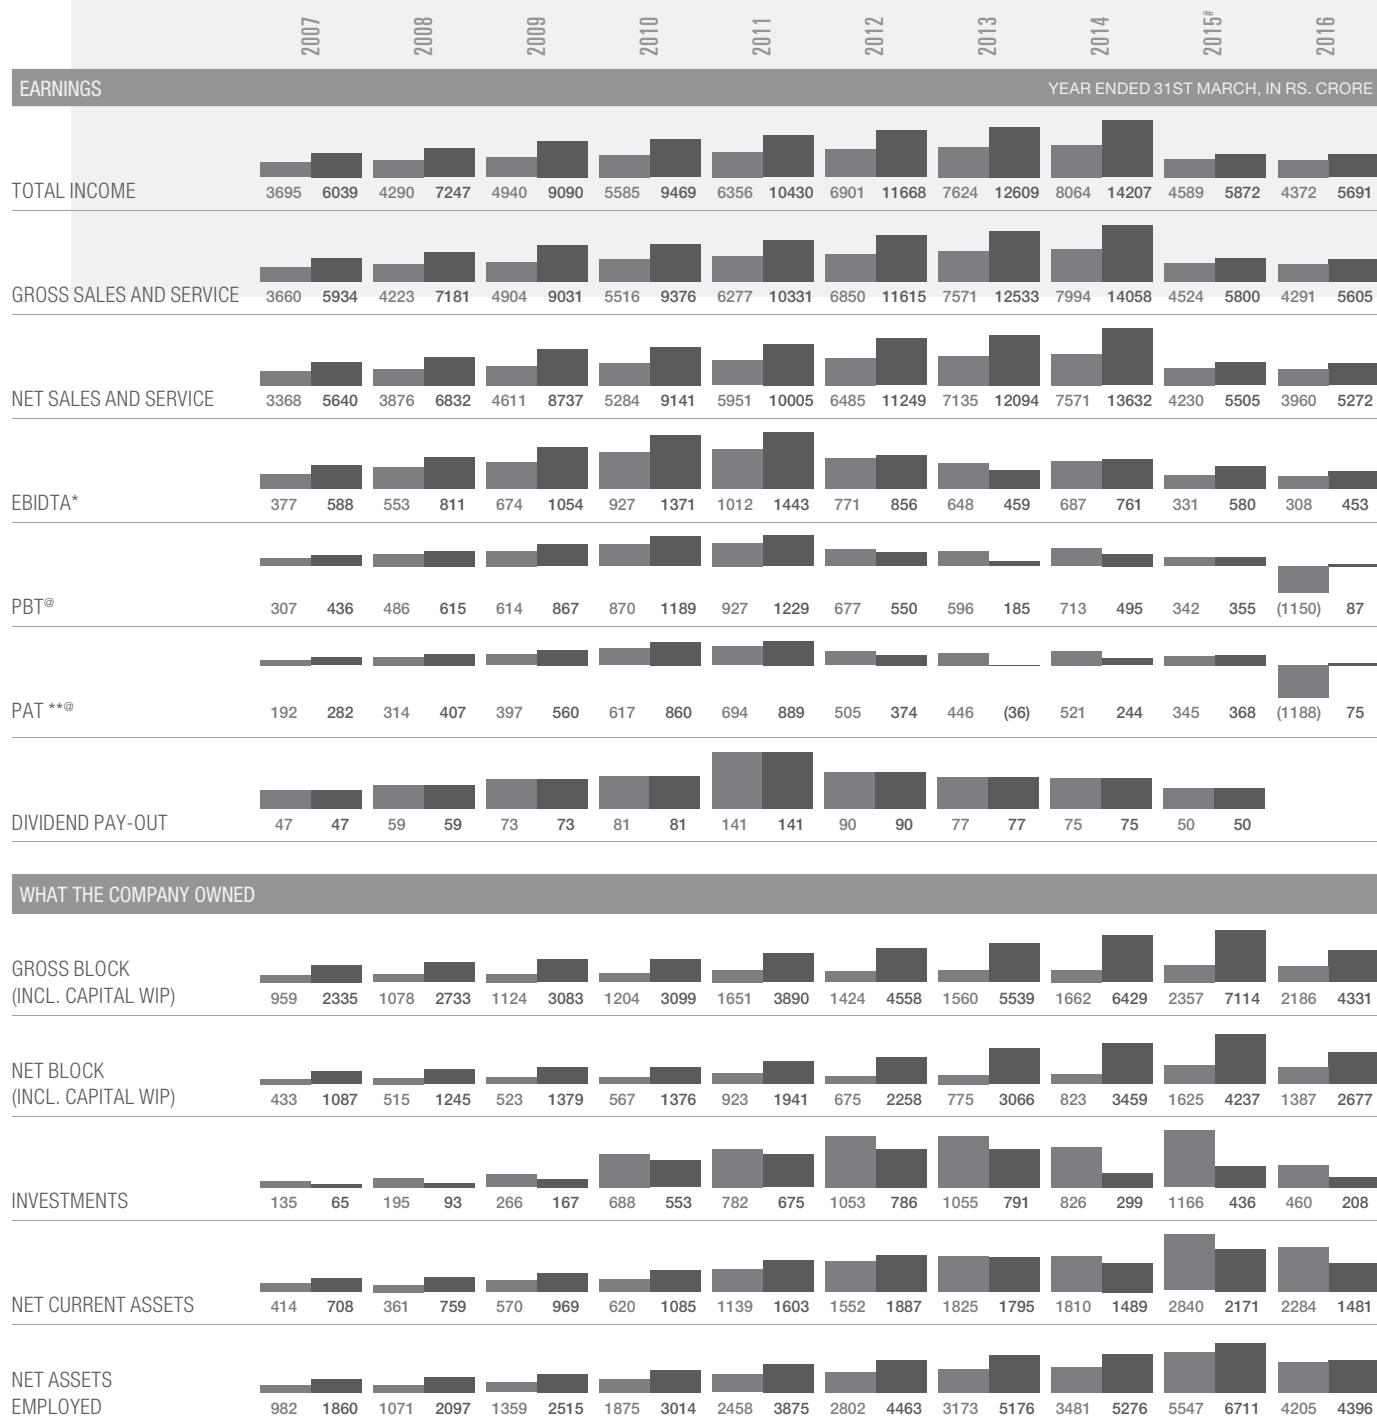 2007 2008 2009 2010 2011 2012 2013 2014 2015# 2016
EARNINGS YEAR ENDED 31ST MARCH, IN RS. CRORE
TOTAL INCOME 3695 6039 4290 7247 4940 9090 5585 9469 6356 10430 6901 11668 7624 12609 8064 14207 4589 5872 4372 5691
GROSS SALES AND SERVICE 3660 5934 4223 7181 4904 9031 5516 9376 6277 10331 6850 11615 7571 12533 7994 14058 4524 5800 4291 5605
NET SALES AND SERVICE 3368 5640 3876 6832 4611 8737 5284 9141 5951 10005 6485 11249 7135 12094 7571 13632 4230 5505 3960 5272
EBIDTA* 377 588 553 811 674 1054 927 1371 1012 1443 771 856 648 459 687 761 331 580 308 453
PBT@ 307 436 486 615 614 867 870 1189 927 1229 677 550 596 185 713 495 342 355 (1150) 87
PAT **@ 192 282 314 407 397 560 617 860 694 889 505 374 446 (36) 521 244 345 368 (1188) 75
DIVIDEND PAY-OUT 47 47 59 59 73 73 81 81 141 141 90 90 77 77 75 75 50 50
WHAT THE COMPANY OWNED
GROSS BLOCK
(INCL. CAPITAL WIP) 959 2335 1078 2733 1124 3083 1204 3099 1651 3890 1424 4558 1560 5539 1662 6429 2357 7114 2186 4331
NET BLOCK
(INCL. CAPITAL WIP) 433 1087 515 1245 523 1379 567 1376 923 1941 675 2258 775 3066 823 3459 1625 4237 1387 2677
INVESTMENTS 135 65 195 93 266 167 688 553 782 675 1053 786 1055 791 826 299 1166 436 460 208
NET CURRENT ASSETS 414 708 361 759 570 969 620 1085 1139 1603 1552 1887 1825 1795 1810 1489 2840 2171 2284 1481
NET ASSETS
EMPLOYED 982 1860 1071 2097 1359 2515 1875 3014 2458 3875 2802 4463 3173 5176 3481 5276 5547 6711 4205 4396